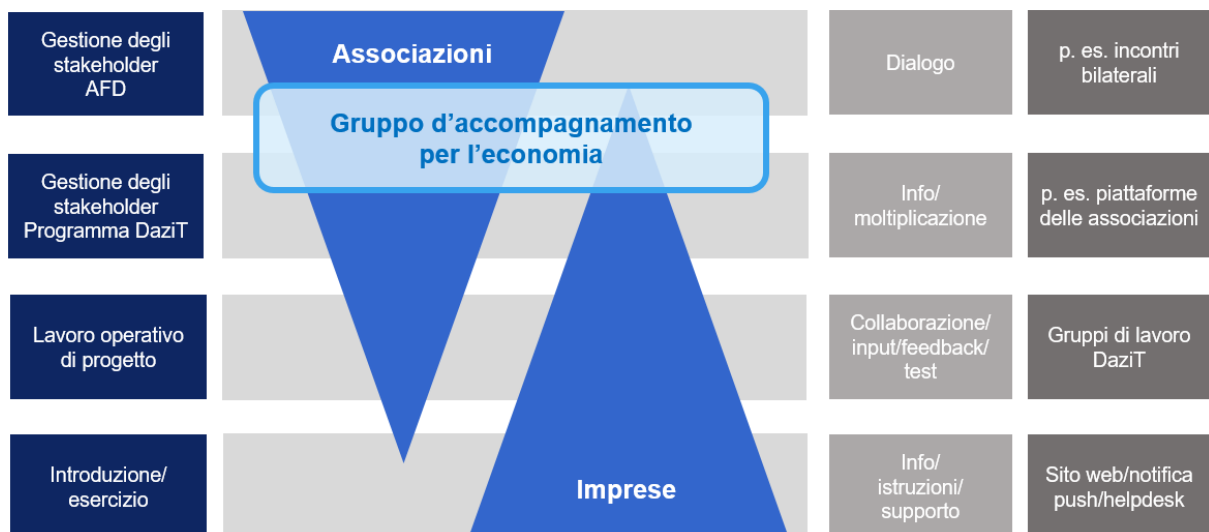 Gestione degli
stakeholder
AFD
Associazioni
Dialogo
p. es. incontri
bilaterali
Gruppo d’accompagnamento
per l’economia
Gestione degli
stakeholder
Programma DaziT
Info/
moltiplicazione
p. es. piattaforme
delle associazioni
Lavoro operativo
di progetto
Collaborazione/
input/feedback/
test
Gruppi di lavoro
DaziT
Introduzione/
esercizio
Imprese
Info/
istruzioni/
supporto
Sito web/notifica
push/helpdesk